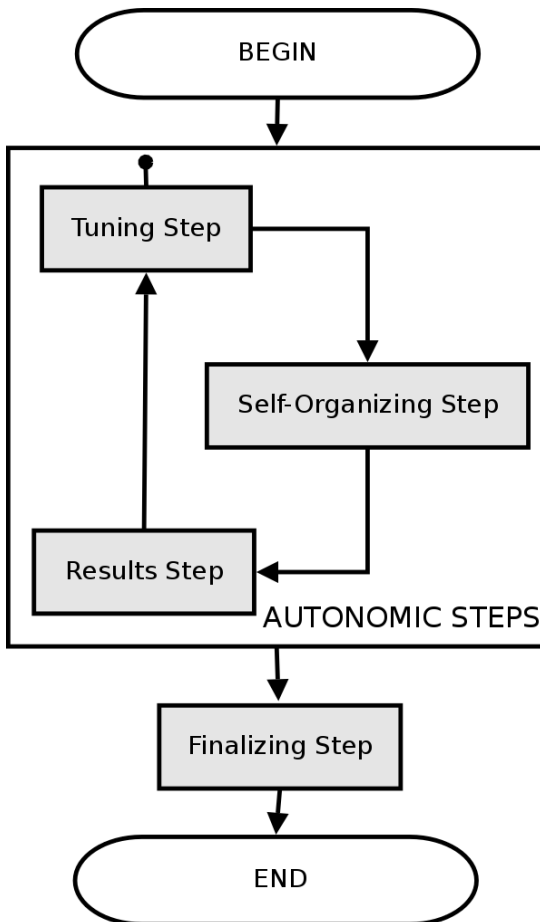 BEGIN
Tuning Step
Self-Organizing Step
Results Step
AUTONOMIC STEPS
Finalizing Step
END